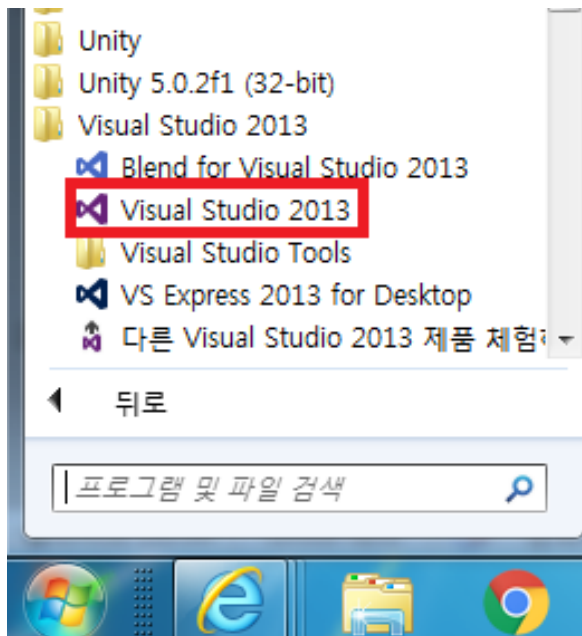 Unity
Unity 5.0.2f1 (32-bit)
Visual Studio 2013
Blend for Visual Studio 2013
Visual Studio 2013
Visual Studio Tools
VS Express 2013 for Desktop
다른 Visual Studio 2013 제품 체험
뒤로
프로그램 및 파일 검색